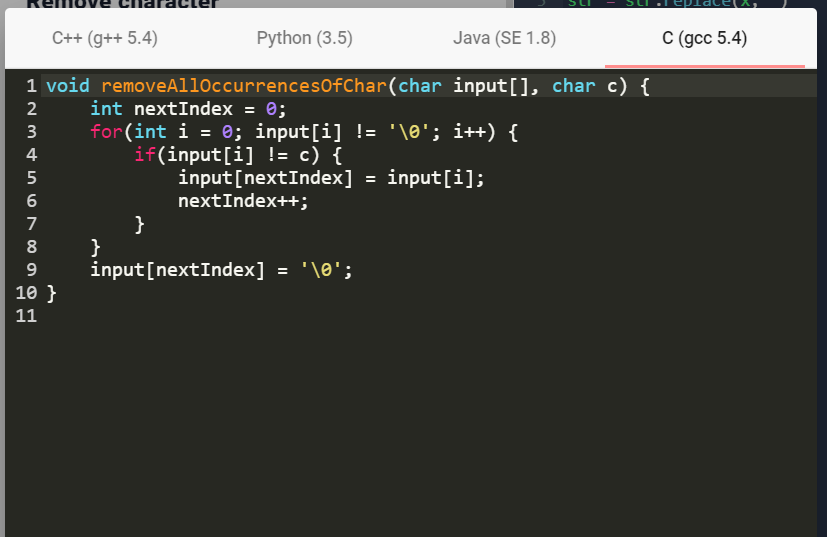 Remove character
5 str = str.replace(x, )
C++ (g++ 5.4) Python (3.5) Java (SE 1.8) C (gcc 5.4)
1 void removeAllOccurrencesOfChar(char input[], char c) {
2     int nextIndex = 0;
3     for(int i = 0; input[i] != '\0'; i++) {
4         if(input[i] != c) {
5             input[nextIndex] = input[i];
6             nextIndex++;
7         }
8     }
9     input[nextIndex] = '\0';
10 }
11